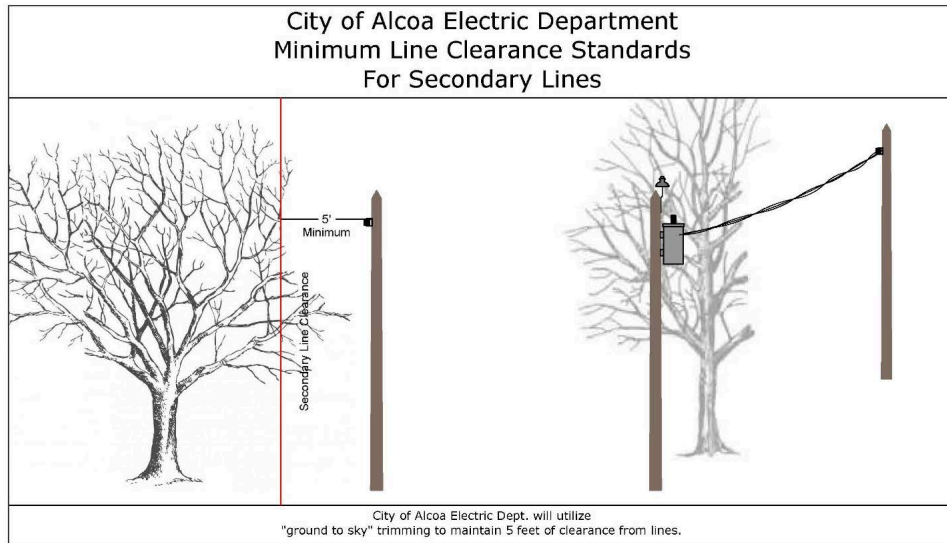 City of Alcoa Electric Department
Minimum Line Clearance Standards
For Secondary Lines
5'
Minimum
Secondary Line Clearance
City of Alcoa Electric Dept. will utilize
"ground to sky" trimming to maintain 5 feet of clearance from lines.